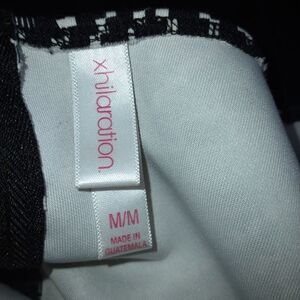 xhilaration.
M/M
MADE IN
GUATEMALA